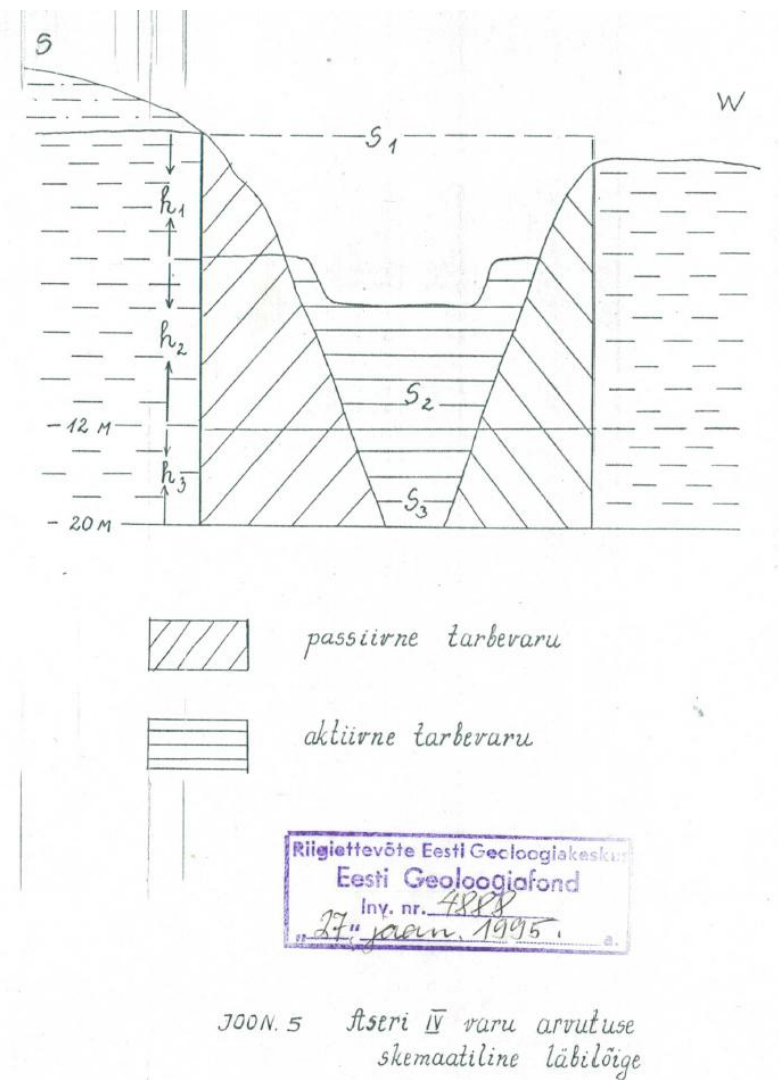 S
W
S1
h1
h2
S2
-12 M
h3
S3
-20 M
passiivne tarbevaru
aktiivne tarbevaru
Riigiettevõte Eesti Geoloogiakesku
Eesti Geoloogiafond
Inv. nr. 4888
"27." jaan. 1995. a.
JOON. 5 Aseri IV varu arvutuse
skemaatiline läbilõige